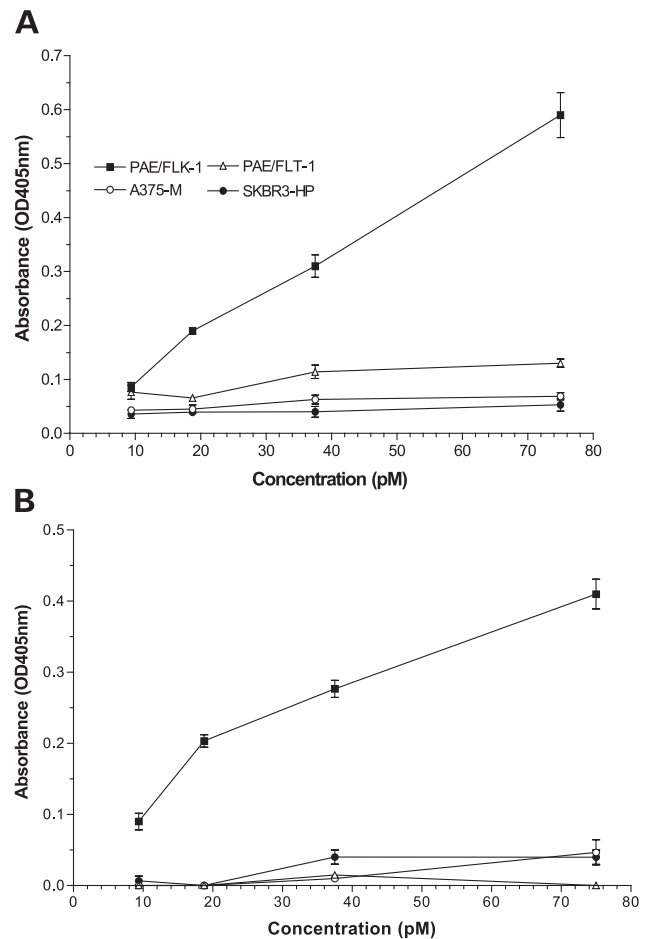 A
0.7
0.6
0.5
0.4
0.3
0.2
0.1
0.0
Absorbance (OD405nm)
PAE/FLK-1 PAE/FLT-1
A375-M SKBR3-HP
0 10 20 30 40 50 60 70 80
Concentration (pM)
B
0.5
0.4
0.3
0.2
0.1
0.0
Absorbance (OD405nm)
0 10 20 30 40 50 60 70 80
Concentration (pM)